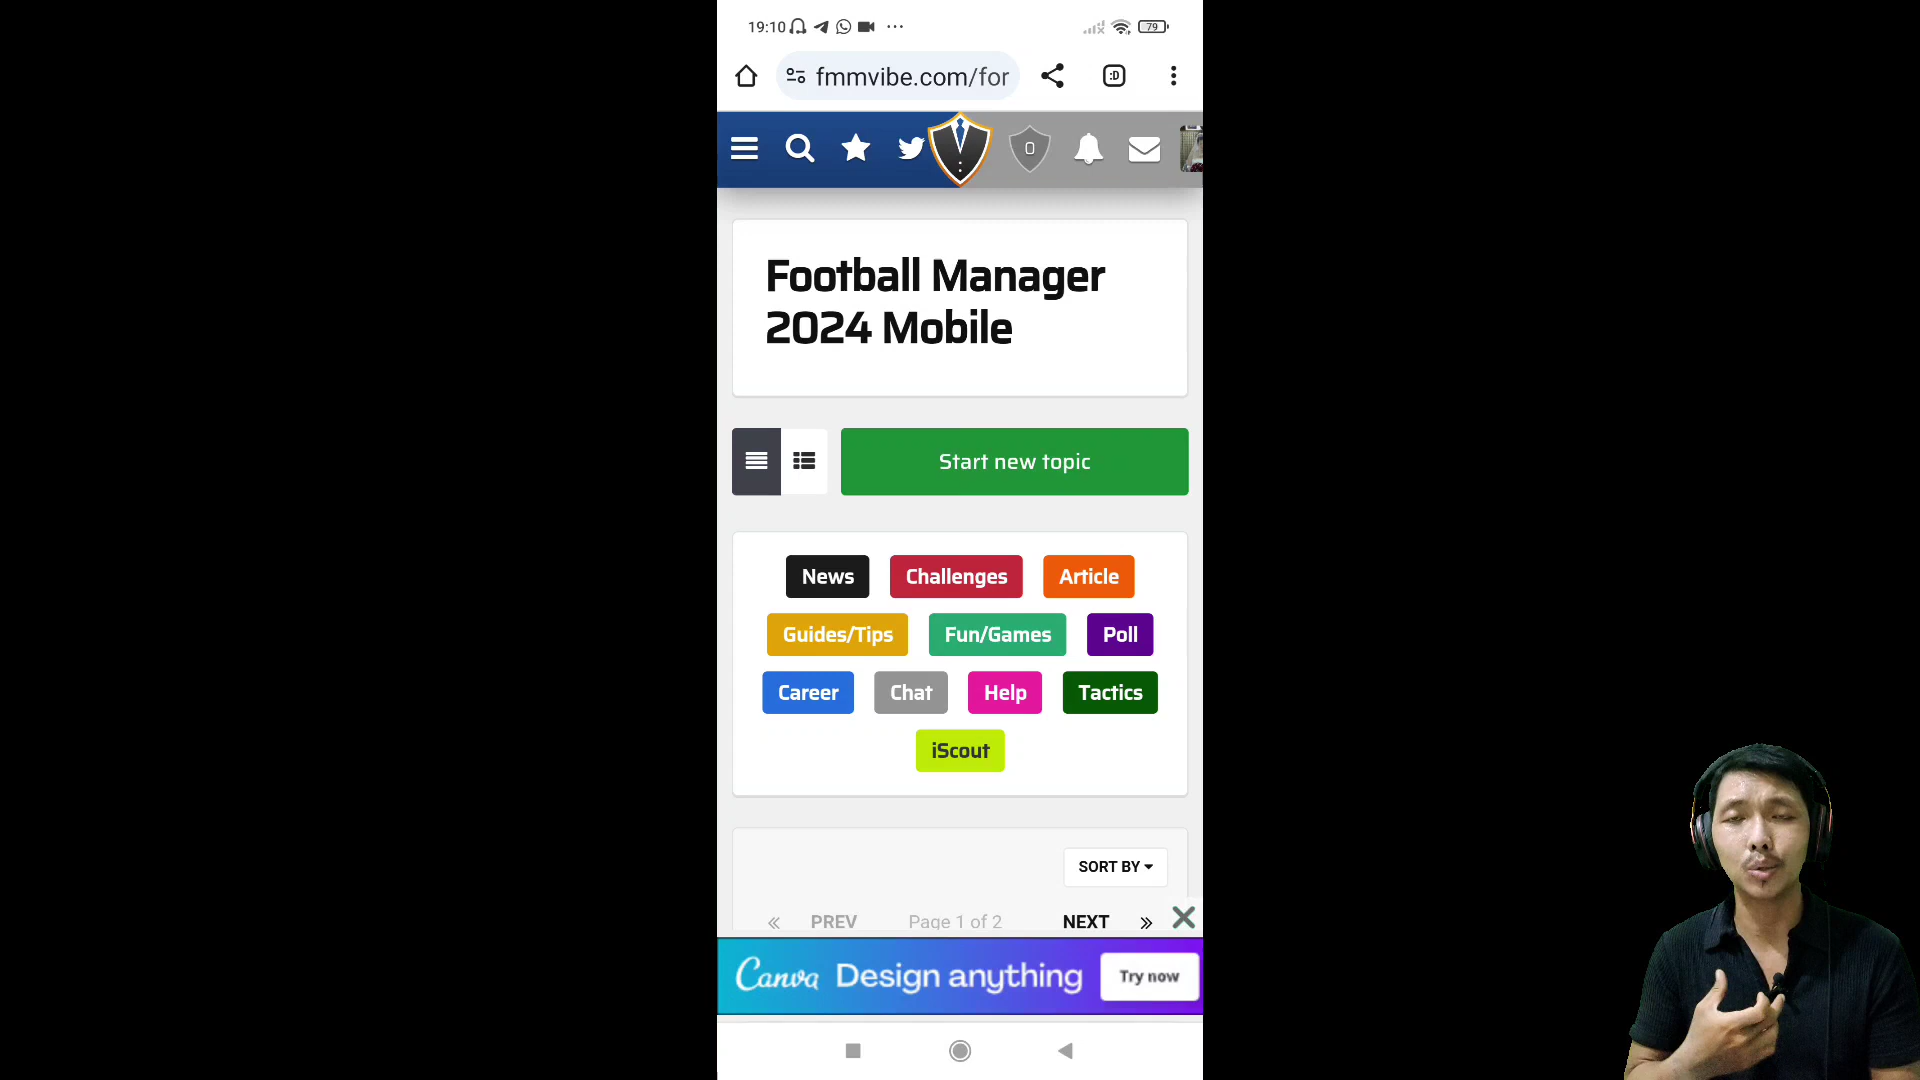 19:10
79
fmmvibe.com/for
:D
0
Football Manager
2024 Mobile
Start new topic
News Challenges Article
Guides/Tips Fun/Games Poll
Career Chat Help Tactics
iScout
SORT BY
« PREV Page 1 of 2 NEXT »
Canva Design anything Try now